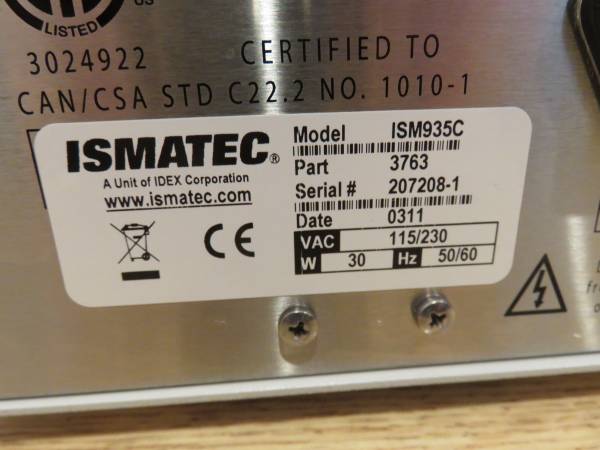 LISTED
US
3024922
CERTIFIED TO
CAN/CSA STD C22.2 NO. 1010-1
ISMATEC®
A Unit of IDEX Corporation
www.ismatec.com
CE
Model ISM935C
Part 3763
Serial # 207208-1
Date 0311
VAC 115/230
W 30 Hz 50/60